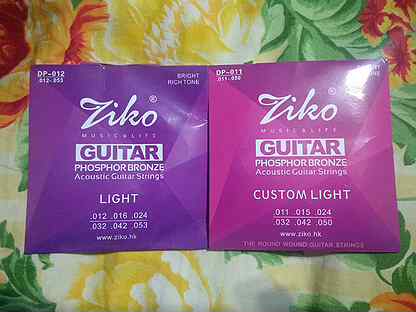 DP-012
.012-.053
BRIGHT
RICH TONE
Ziko®
MUSIC & LIFE
GUITAR
PHOSPHOR BRONZE
Acoustic Guitar Strings
LIGHT
.012 .016 .024
.032 .042 .053
www.ziko.hk
DP-011
.011-.050
BRIGHT
TONE
Ziko®
MUSIC & LIFE
GUITAR
PHOSPHOR BRONZE
Acoustic Guitar Strings
CUSTOM LIGHT
.011 .015 .024
.032 .042 .050
www.ziko.hk
THE ROUND WOUND GUITAR STRINGS